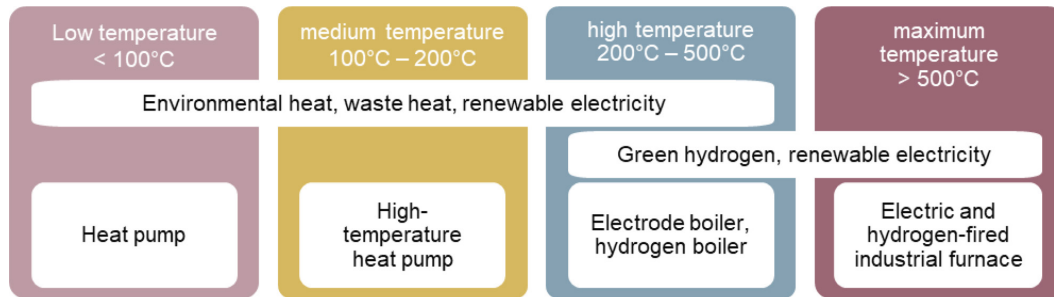 Low temperature
< 100°C
medium temperature
100°C – 200°C
high temperature
200°C – 500°C
maximum
temperature
> 500°C
Environmental heat, waste heat, renewable electricity
Green hydrogen, renewable electricity
Heat pump
High-
temperature
heat pump
Electrode boiler,
hydrogen boiler
Electric and
hydrogen-fired
industrial furnace